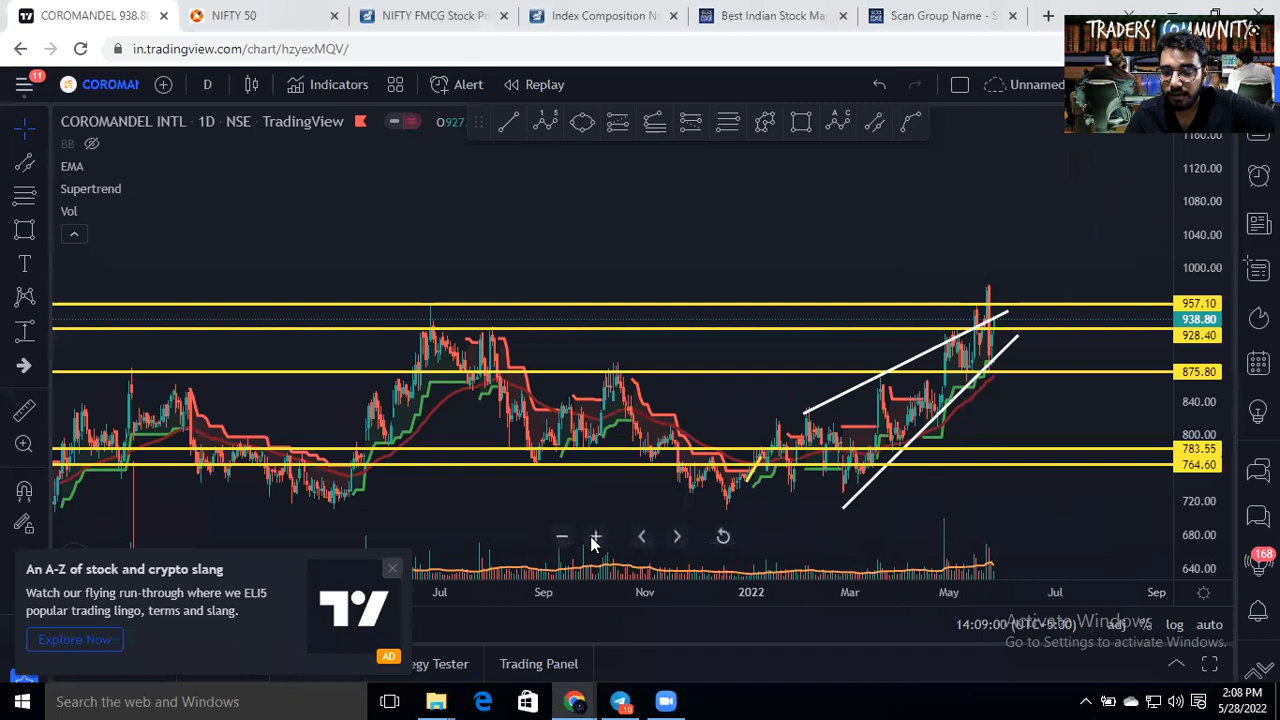 COROMANDEL 938.80
NIFTY 50
NIFTY FMCG Stock P
Index Composition N
Best Indian Stock Ma
Scan Group Name - S
TRADERS' COMMUNITY
in.tradingview.com/chart/hzyexMQV/
11
COROMAN
D
Indicators
Alert
Replay
Unnamed
COROMANDEL INTL · 1D · NSE · TradingView
O927.
BB
EMA
Supertrend
Vol
1160.00
1120.00
1080.00
1040.00
1000.00
957.10
938.80
928.40
875.80
840.00
800.00
783.55
764.60
720.00
680.00
640.00
168
Jul
Sep
Nov
2022
Mar
May
Jul
Sep
An A-Z of stock and crypto slang
Watch our flying run-through where we ELI5
popular trading lingo, terms and slang.
Explore Now
AD
14:09:00 (UTC+5:30)
adj
%
log
auto
Activate Windows
Go to Settings to activate Windows.
egy Tester
Trading Panel
Search the web and Windows
10
2:08 PM
5/28/2022